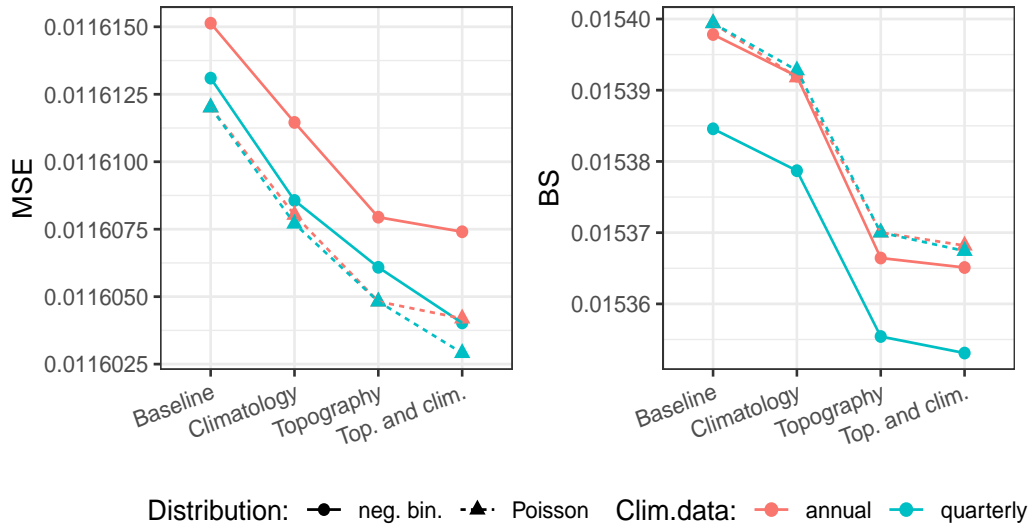 MSE
0.0116150
0.0116125
0.0116100
0.0116075
0.0116050
0.0116025
Baseline
Climatology
Topography
Top. and clim.
BS
0.01540
0.01539
0.01538
0.01537
0.01536
Baseline
Climatology
Topography
Top. and clim.
Distribution: neg. bin. Poisson Clim.data: annual quarterly